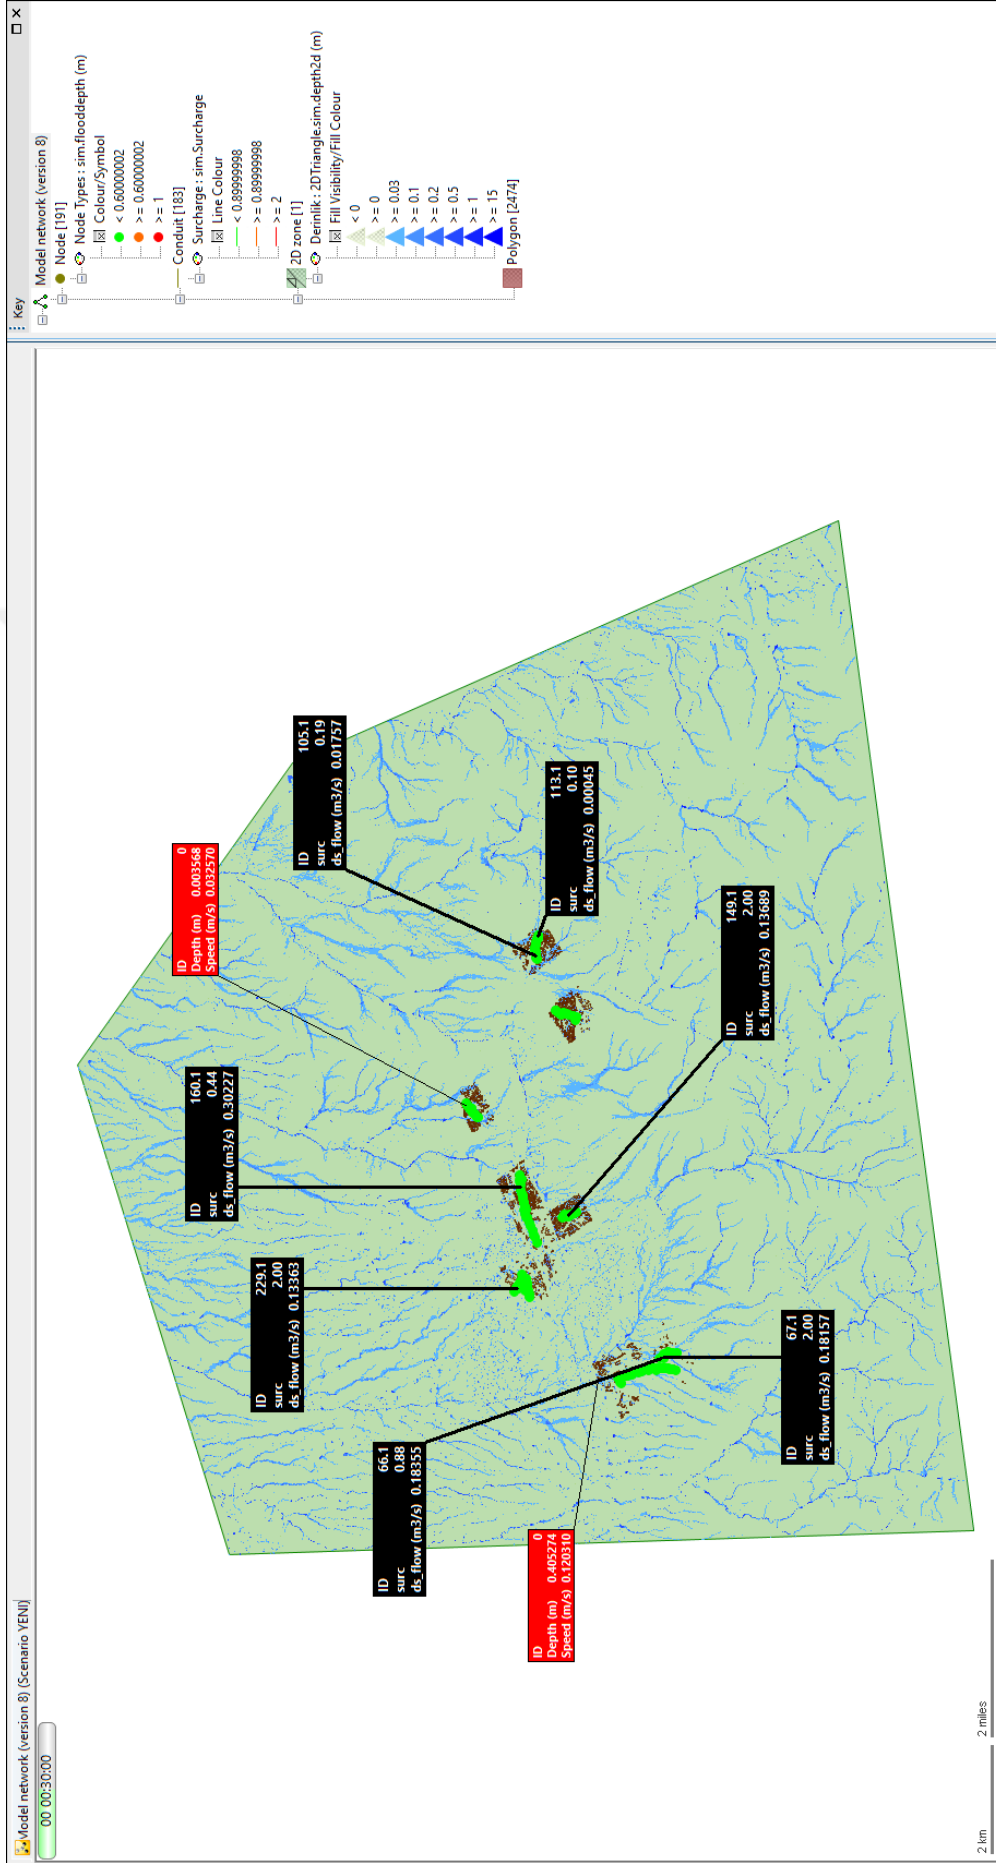 Model network (version 8) (Scenario YENI)
00 00:30:00
ID 66.1
surc 0.88
ds_flow (m3/s) 0.18355
ID 229.1
surc 2.00
ds_flow (m3/s) 0.13363
ID 160.1
surc 0.44
ds_flow (m3/s) 0.30227
ID 0
Depth (m) 0.003568
Speed (m/s) 0.032570
ID 105.1
surc 0.19
ds_flow (m3/s) 0.01757
ID 113.1
surc 0.10
ds_flow (m3/s) 0.00045
ID 0
Depth (m) 0.405274
Speed (m/s) 0.120310
ID 149.1
surc 2.00
ds_flow (m3/s) 0.13689
ID 67.1
surc 2.00
ds_flow (m3/s) 0.18157
2 km
2 miles
Key
Model network (version 8)
Node [191]
Node Types : sim.flooddepth (m)
Colour/Symbol
< 0.60000002
>= 0.60000002
>= 1
Conduit [183]
Surcharge : sim.Surcharge
Line Colour
< 0.89999998
>= 0.89999998
>= 2
2D zone [1]
Derinlik : 2DTriangle.sim.depth2d (m)
Fill Visibility/Fill Colour
< 0
>= 0
>= 0.03
>= 0.1
>= 0.2
>= 0.5
>= 1
>= 15
Polygon [2474]